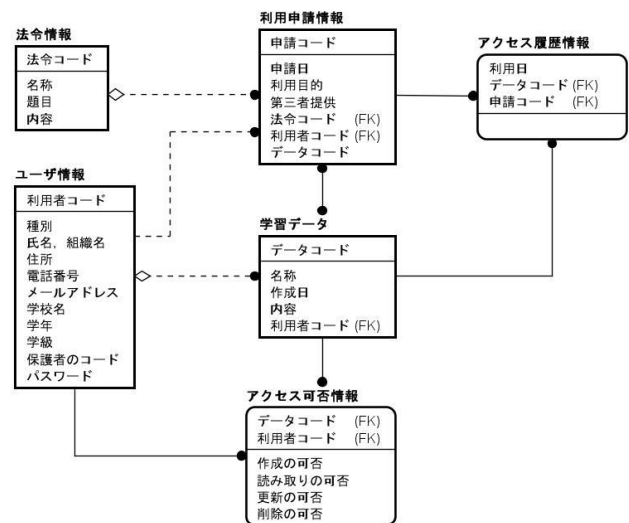 法令情報
法令コード
名称
題目
内容
利用申請情報
申請コード
申請日
利用目的
第三者提供
法令コード (FK)
利用者コード (FK)
データコード
アクセス履歴情報
利用日
データコード (FK)
申請コード (FK)
ユーザ情報
利用者コード
種別
氏名, 組織名
住所
電話番号
メールアドレス
学校名
学年
学級
保護者のコード
パスワード
学習データ
データコード
名称
作成日
内容
利用者コード (FK)
アクセス可否情報
データコード (FK)
利用者コード (FK)
作成の可否
読み取りの可否
更新の可否
削除の可否